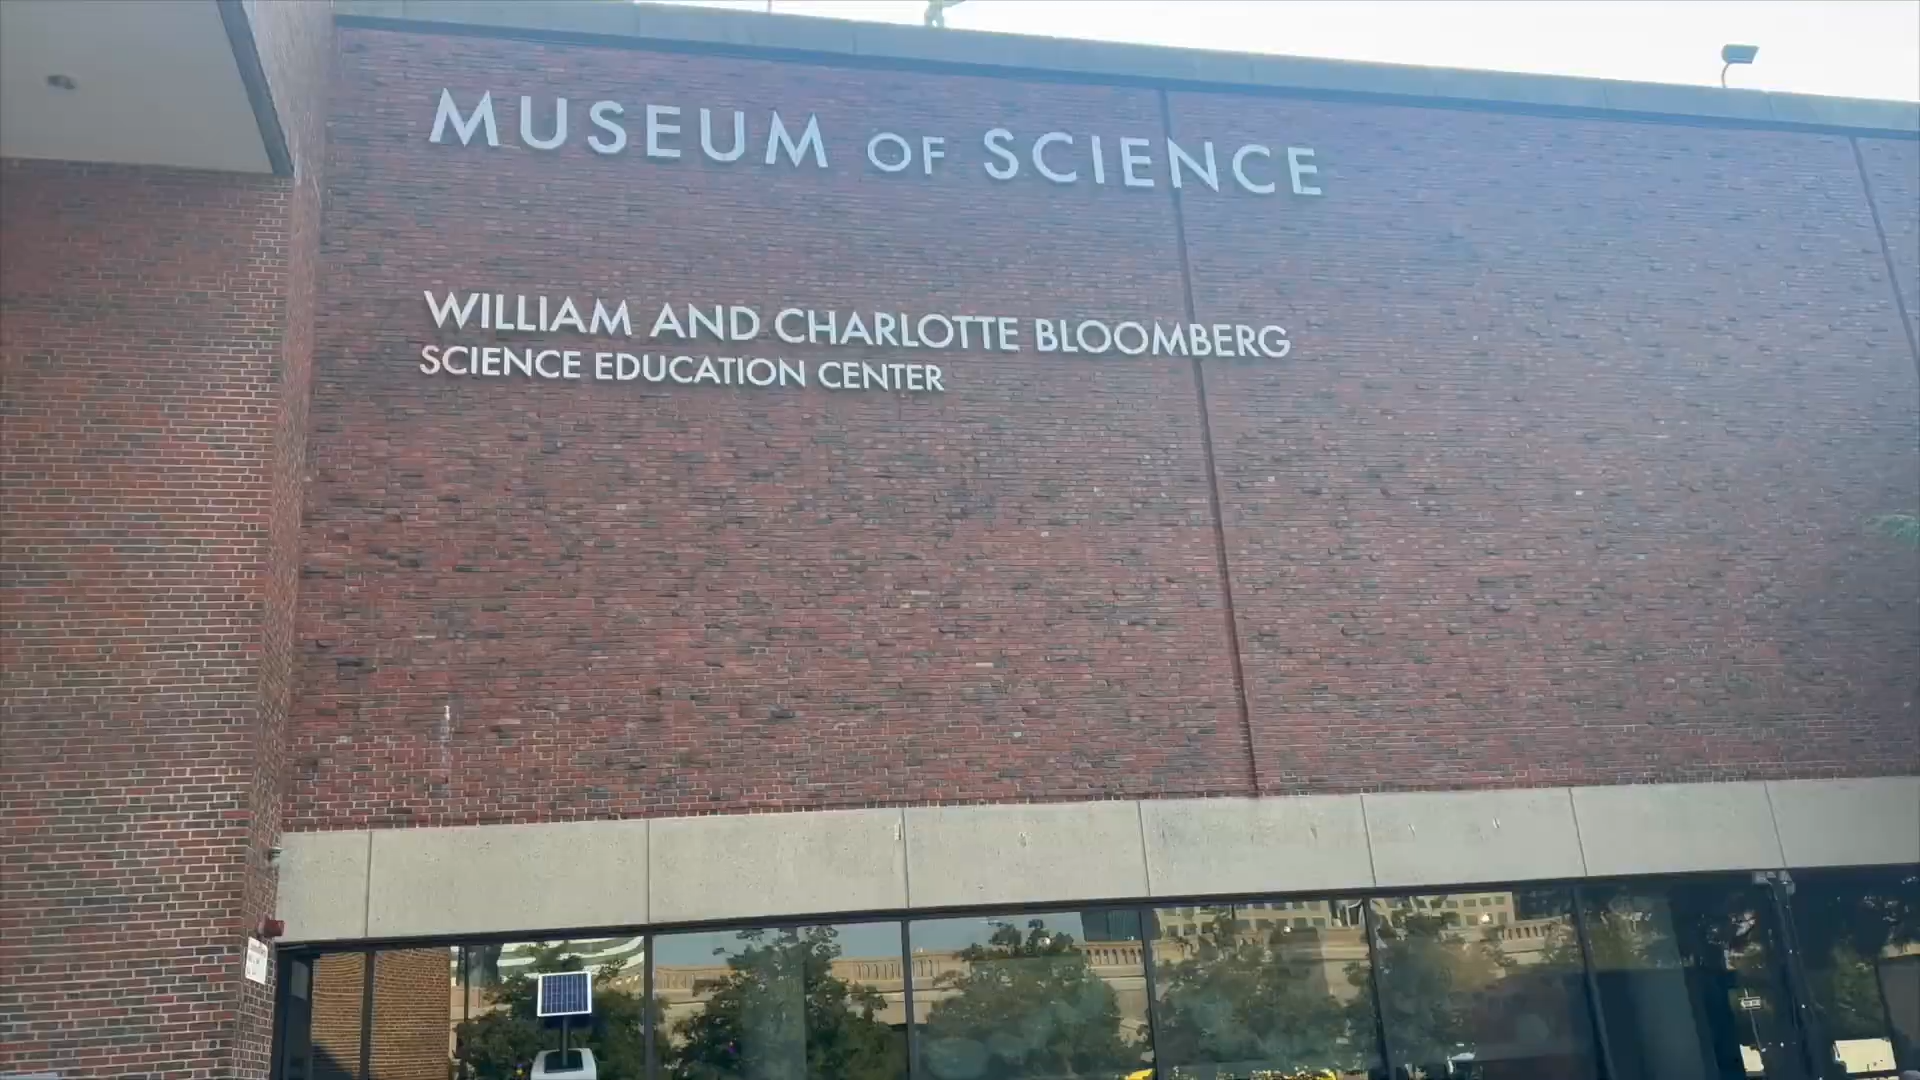 MUSEUM OF SCIENCE
WILLIAM AND CHARLOTTE BLOOMBERG
SCIENCE EDUCATION CENTER